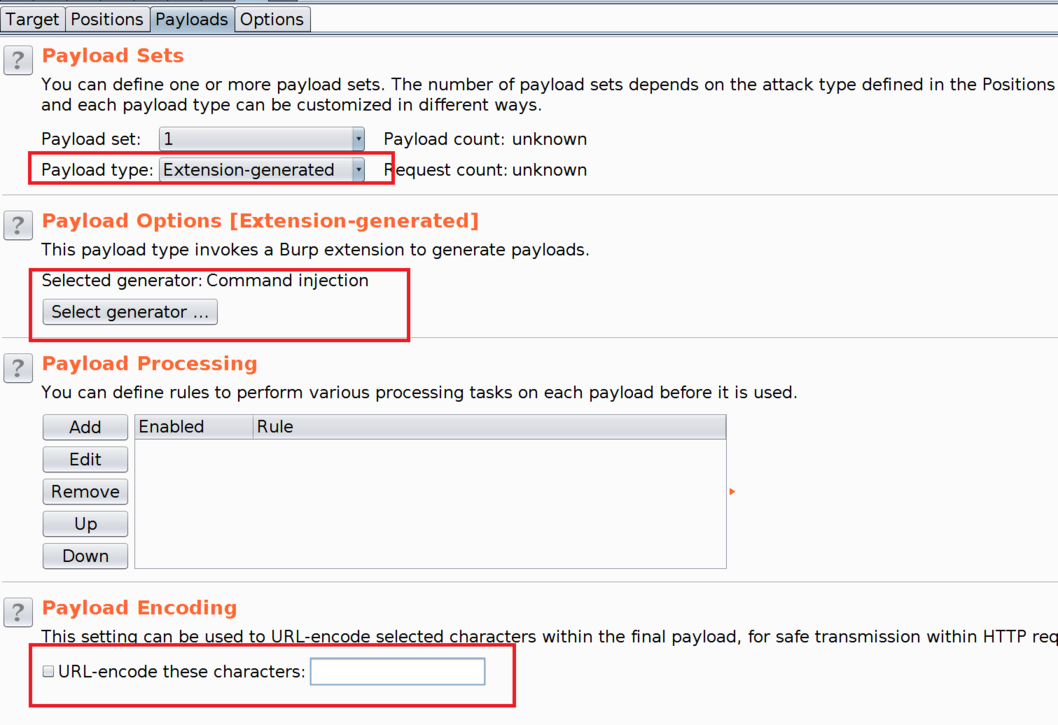 Target Positions Payloads Options
? Payload Sets
You can define one or more payload sets. The number of payload sets depends on the attack type defined in the Positions
and each payload type can be customized in different ways.
Payload set: 1 Payload count: unknown
Payload type: Extension-generated Request count: unknown
? Payload Options [Extension-generated]
This payload type invokes a Burp extension to generate payloads.
Selected generator: Command injection
Select generator ...
? Payload Processing
You can define rules to perform various processing tasks on each payload before it is used.
Add Enabled Rule
Edit
Remove
Up
Down
? Payload Encoding
This setting can be used to URL-encode selected characters within the final payload, for safe transmission within HTTP req
URL-encode these characters: